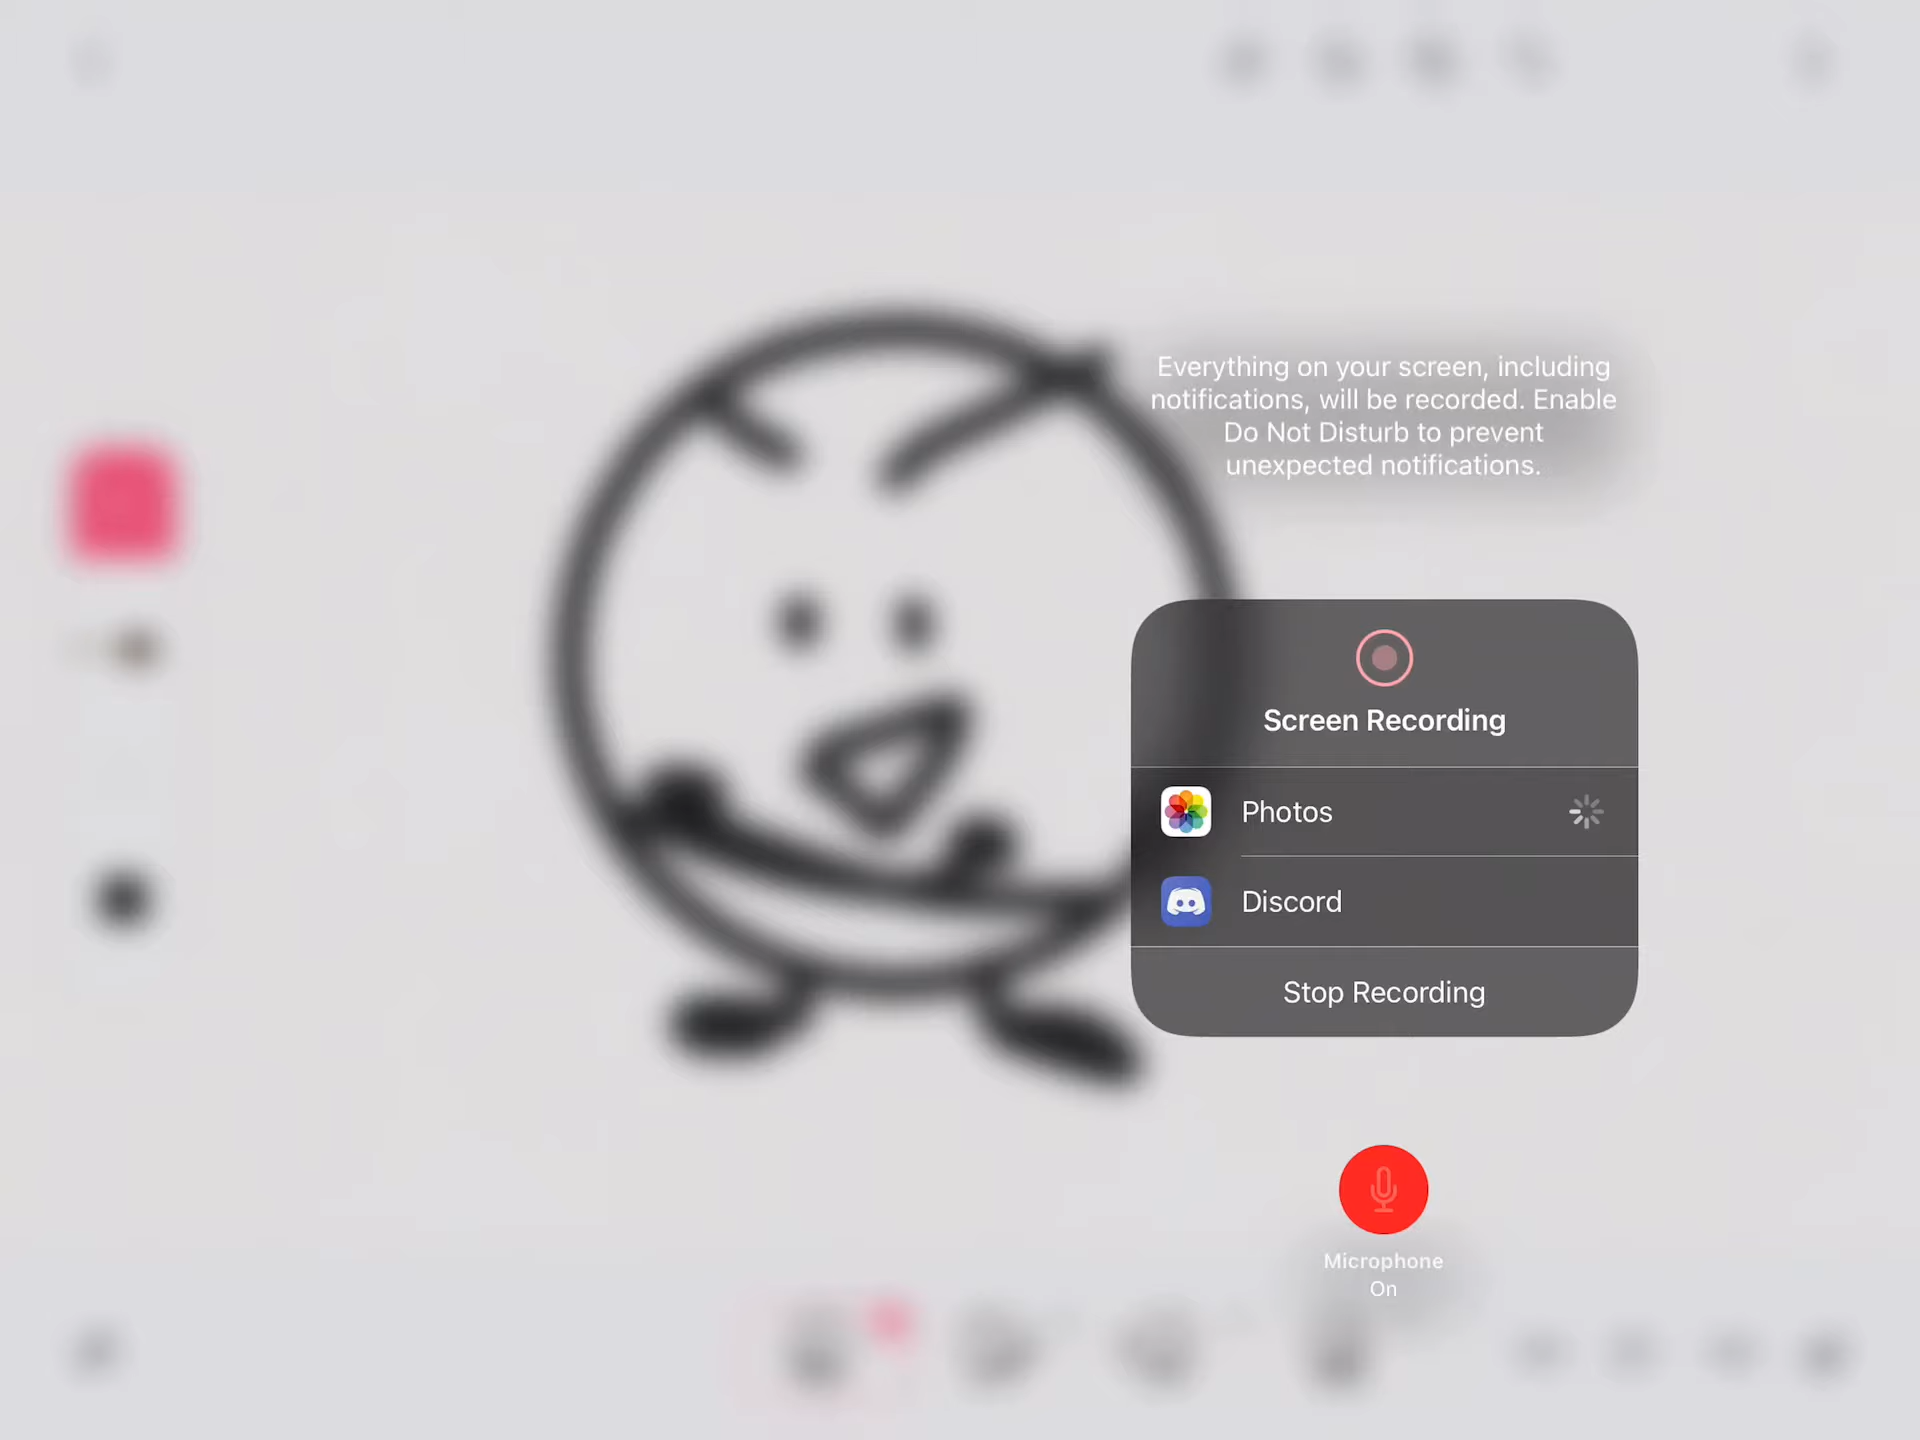 Everything on your screen, including
notifications, will be recorded. Enable
Do Not Disturb to prevent
unexpected notifications.
Screen Recording
Photos
Discord
Stop Recording
Microphone
On